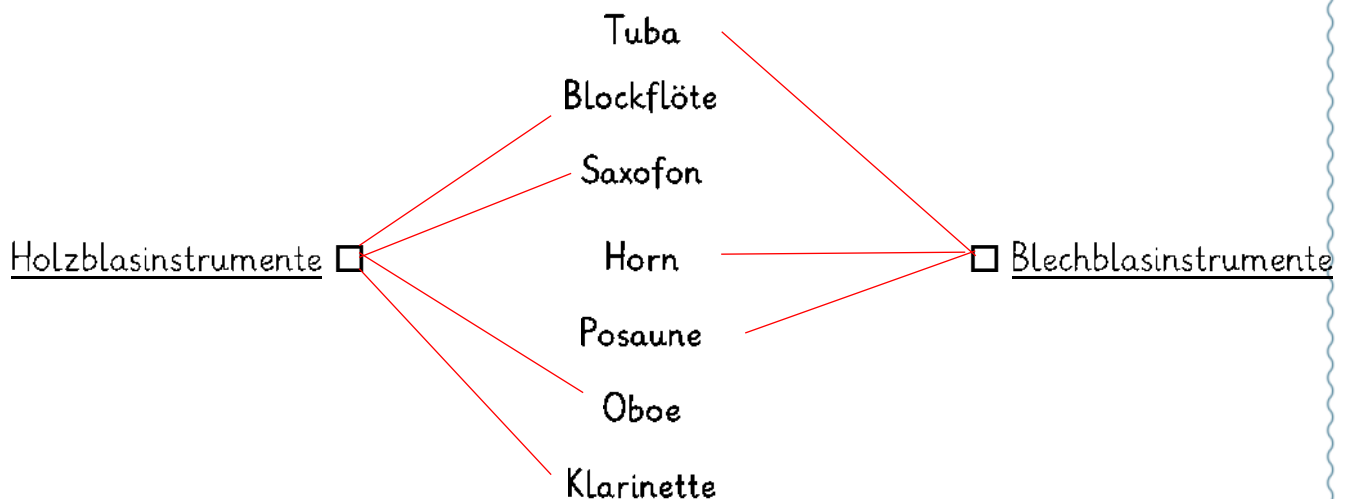 Tuba
Blockflöte
Saxofon
Holzblasinstrumente
Horn
Blechblasinstrumente
Posaune
Oboe
Klarinette